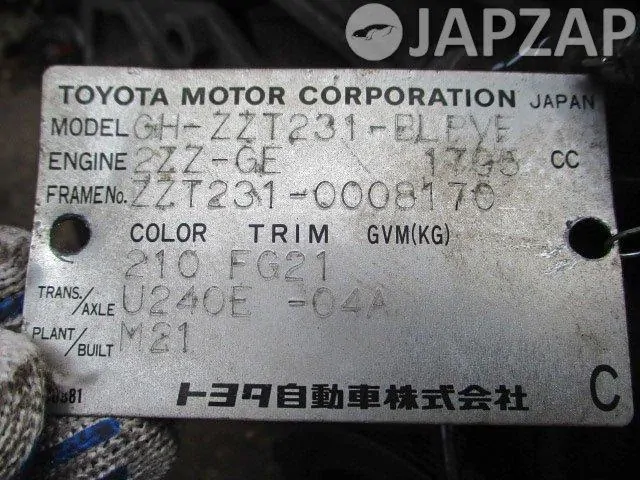 JAPZAP
TOYOTA MOTOR CORPORATION JAPAN
MODEL GH-ZZT231-BLPVF
ENGINE 2ZZ-GE 1795 CC
FRAME No. ZZT231-0008170
COLOR TRIM GVM(KG)
210 FG21
TRANS./AXLE U240E -04A
PLANT/BUILT M21
トヨタ自動車株式会社 C